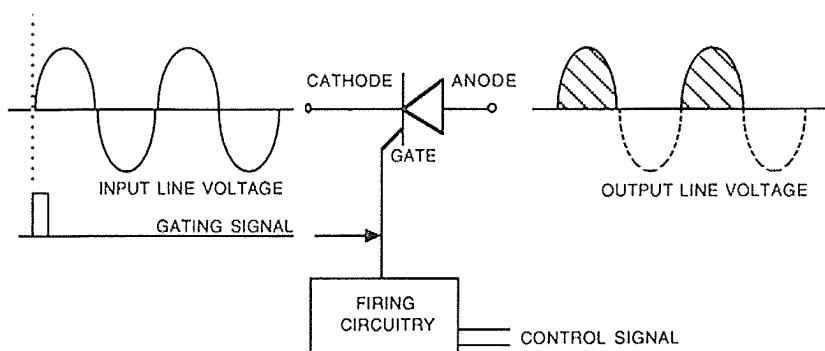 CATHODE
ANODE
GATE
INPUT LINE VOLTAGE
OUTPUT LINE VOLTAGE
GATING SIGNAL
FIRING
CIRCUITRY
CONTROL SIGNAL